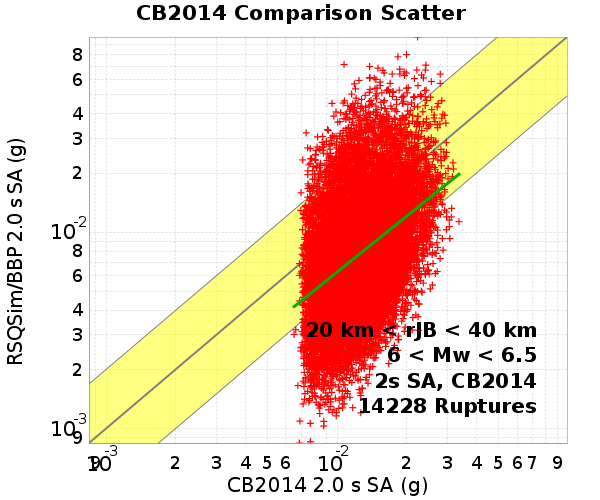 CB2014 Comparison Scatter
RSQSim/BBP 2.0 s SA (g)
8
6
4
3
2
10-2
8
6
4
3
2
10-3
9
20 km < rJB < 40 km
6 < Mw < 6.5
2s SA, CB2014
14228 Ruptures
9 10-3 2 3 4 5 6 10-2 2 3 4 5 6 7 9
CB2014 2.0 s SA (g)